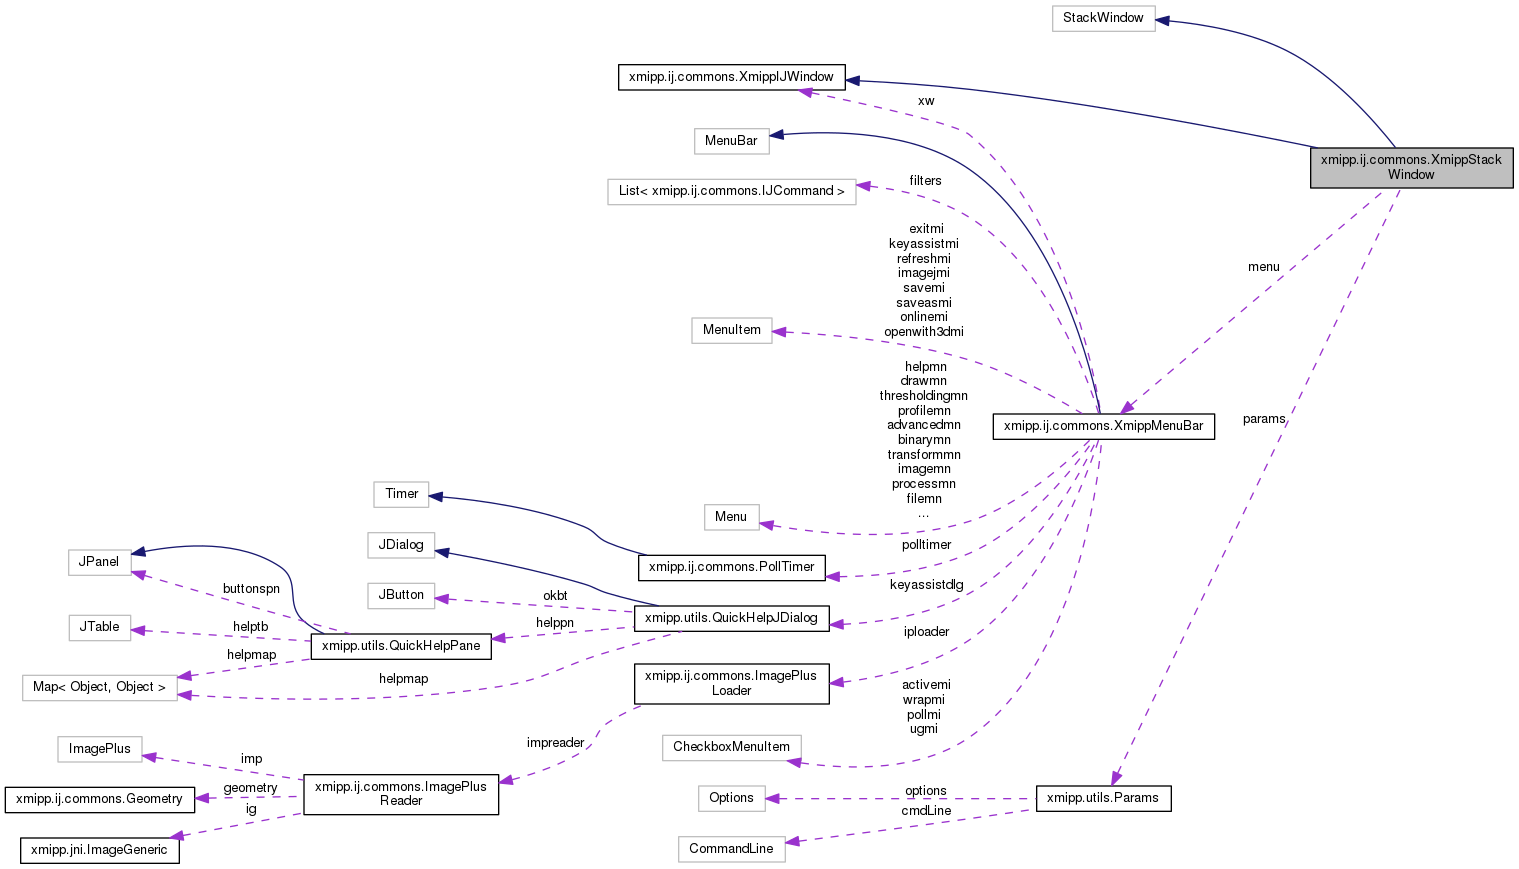 StackWindow
xmipp.ij.commons.XmippIJWindow
xw
MenuBar
xmipp.ij.commons.XmippStack
Window
List< xmipp.ij.commons.IJCommand >
filters
exitmi
keyassistmi
refreshmi
imagejmi
savemi
saveasmi
onlinemi
openwith3dmi
menu
MenuItem
helpmn
drawmn
thresholdingmn
profilemn
advancedmn
binarymn
transformmn
imagemn
processmn
filemn
...
xmipp.ij.commons.XmippMenuBar
params
Timer
Menu
JDialog
polltimer
JPanel
xmipp.ij.commons.PollTimer
buttonspn
JButton
okbt
keyassistdlg
JTable
helptb
xmipp.utils.QuickHelpJDialog
helppn
iploader
xmipp.utils.QuickHelpPane
helpmap
Map< Object, Object >
helpmap
xmipp.ij.commons.ImagePlus
Loader
activemi
wrapmi
pollmi
ugmi
ImagePlus
imp
impreader
CheckboxMenuItem
xmipp.ij.commons.Geometry
geometry
xmipp.ij.commons.ImagePlus
Reader
ig
Options
options
xmipp.utils.Params
cmdLine
xmipp.jni.ImageGeneric
CommandLine